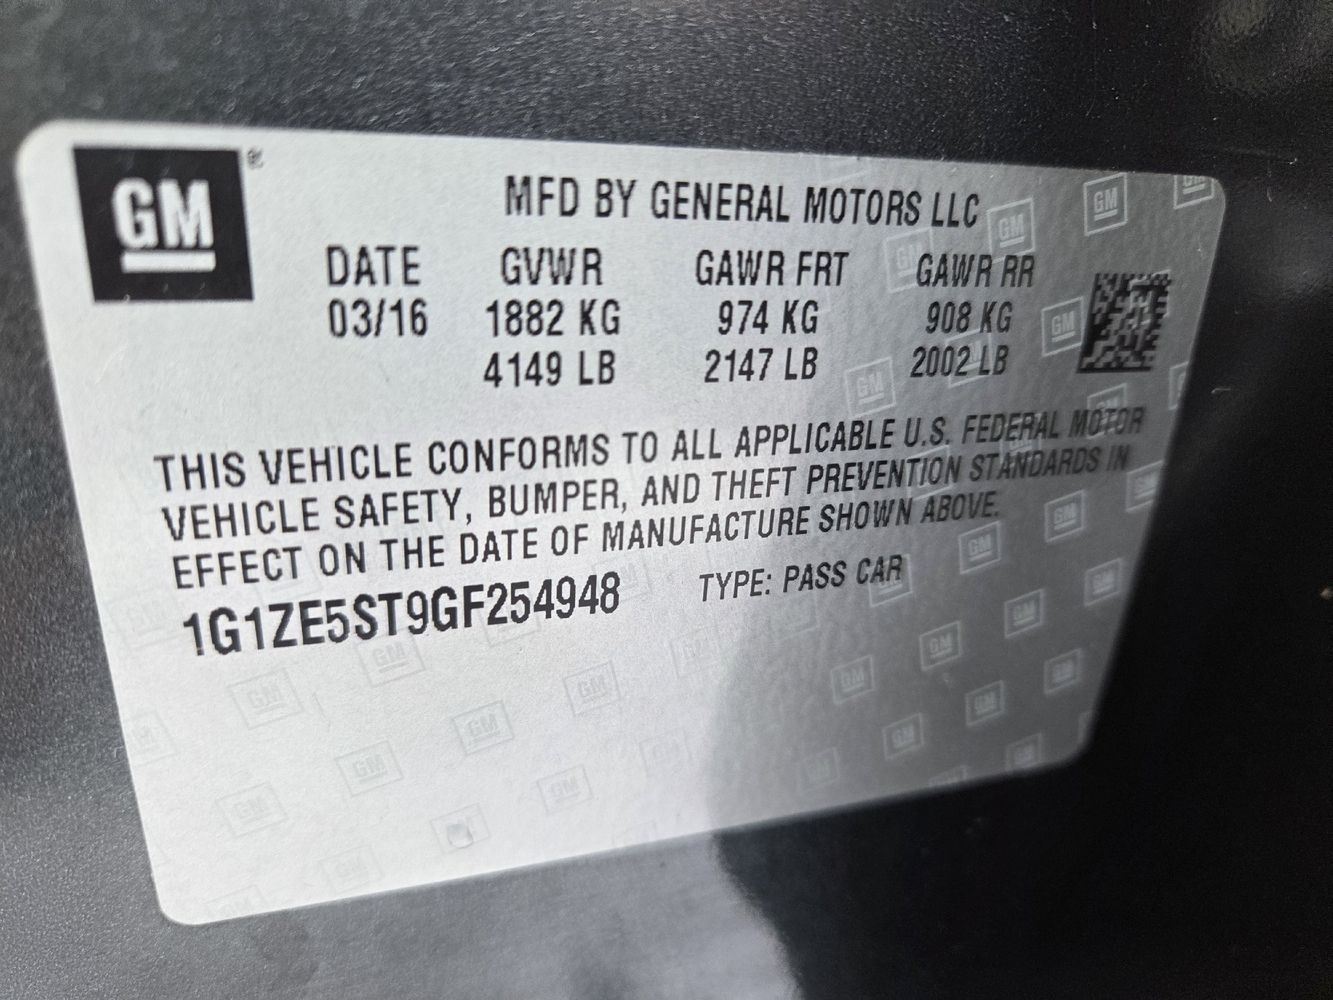 GM ®
MFD BY GENERAL MOTORS LLC
DATE GVWR GAWR FRT GAWR RR
03/16 1882 KG 974 KG 908 KG
4149 LB 2147 LB 2002 LB
THIS VEHICLE CONFORMS TO ALL APPLICABLE U.S. FEDERAL MOTOR
VEHICLE SAFETY, BUMPER, AND THEFT PREVENTION STANDARDS IN
EFFECT ON THE DATE OF MANUFACTURE SHOWN ABOVE.
1G1ZE5ST9GF254948 TYPE: PASS CAR